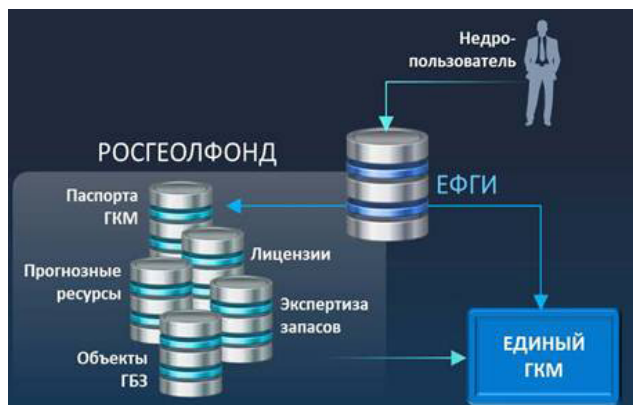 Недро-
пользователь
РОСГЕОЛФОНД
ЕФГИ
Паспорта
ГКМ
Лицензии
Прогнозные
ресурсы
Экспертиза
запасов
Объекты
ГБЗ
ЕДИНЫЙ
ГКМ